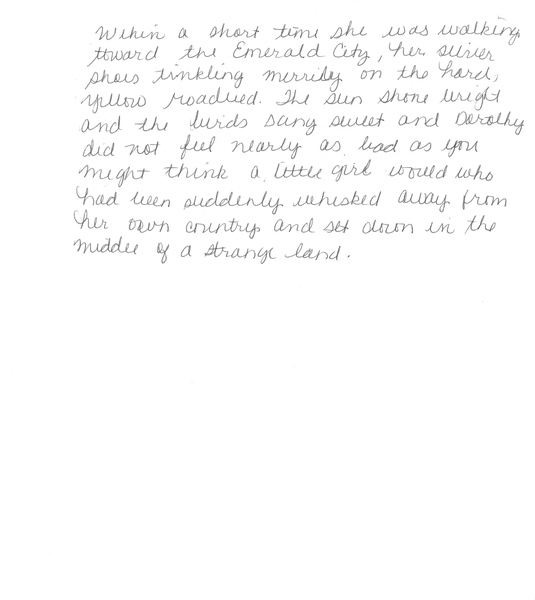 Within a short time she was walking
toward the Emerald City, her silver
shoes tinkling merrily on the hard,
yellow roadbed. The sun shone bright
and the birds sang sweet and Dorothy
did not feel nearly as bad as you
might think a little girl would who
had been suddenly whisked away from
her own country and set down in the
middle of a strange land.